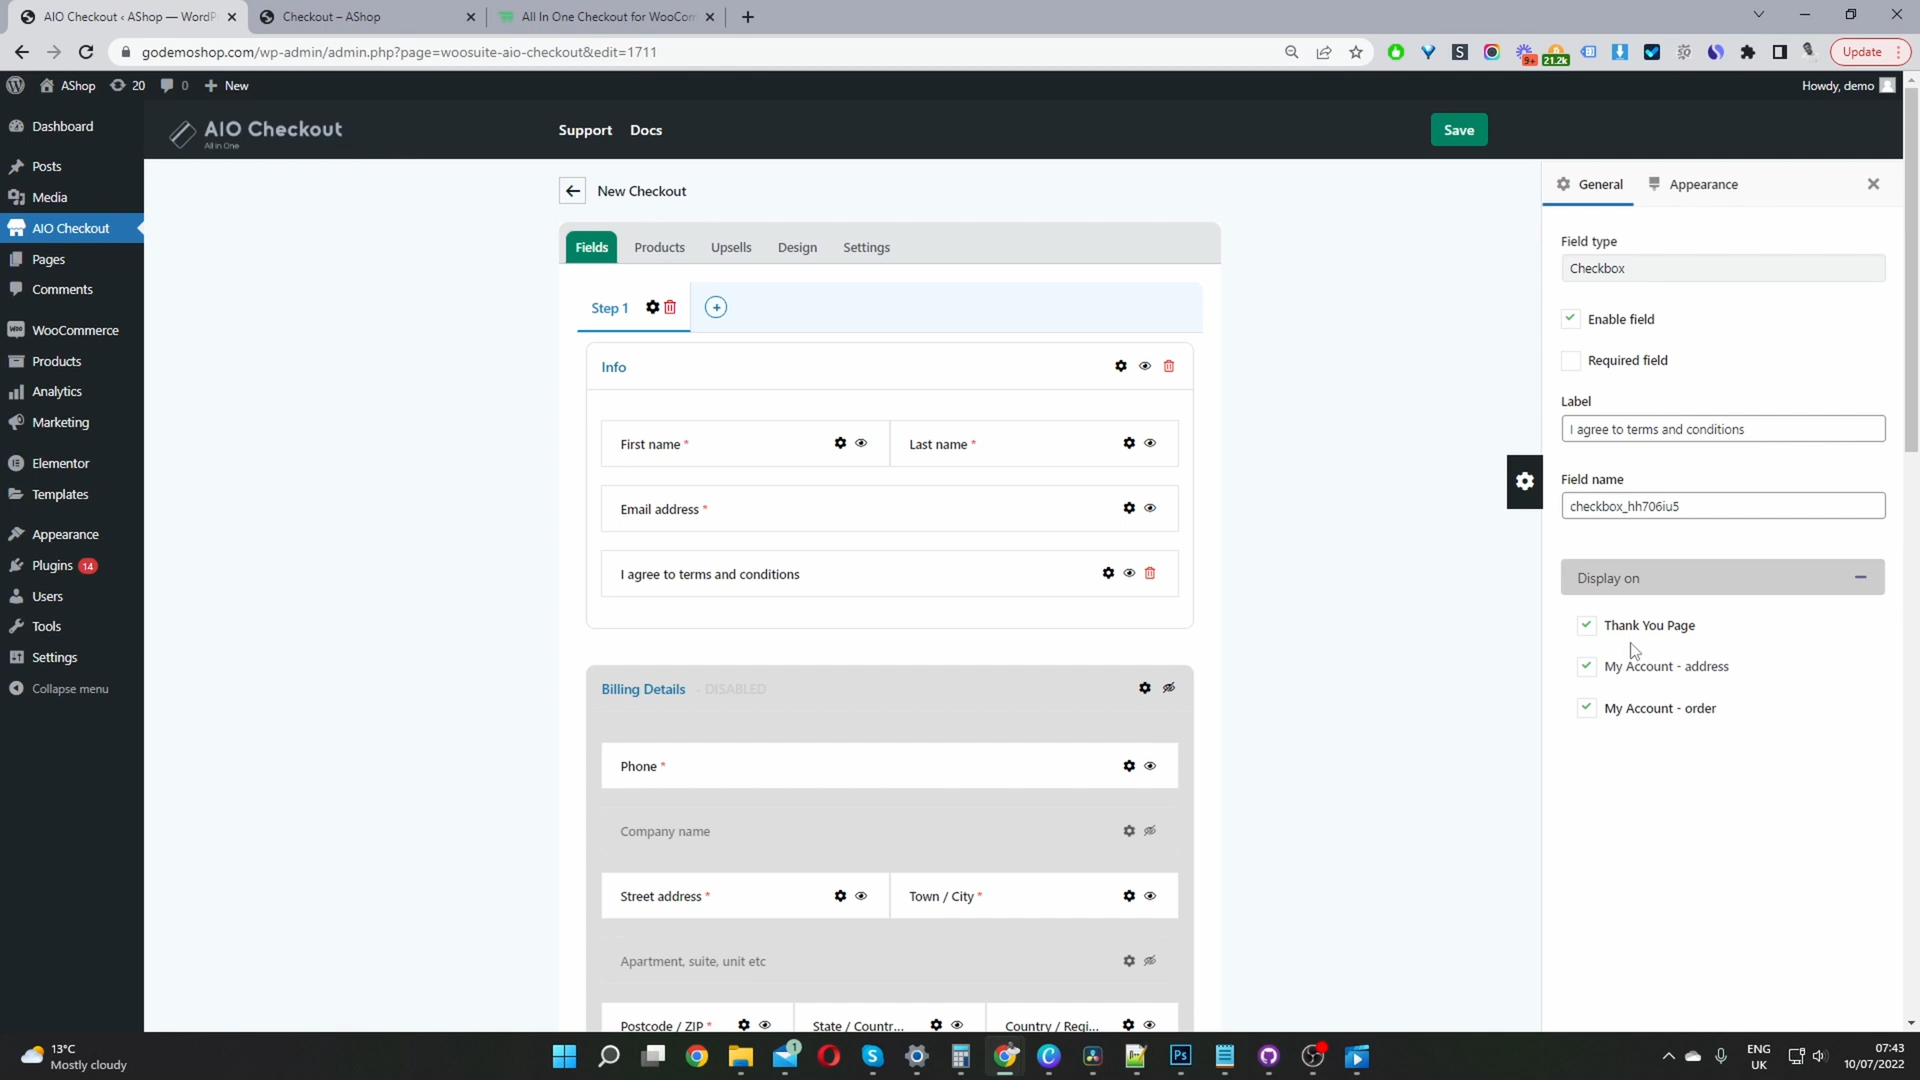 AIO Checkout ‹ AShop — WordP
Checkout – AShop
All In One Checkout for WooCom
godemoshop.com/wp-admin/admin.php?page=woosuite-aio-checkout&edit=1711
9+
21.2k
S
Update
AShop
20
0
New
Howdy, demo
Dashboard
Posts
Media
AIO Checkout
Pages
Comments
WooCommerce
Products
Analytics
Marketing
Elementor
Templates
Appearance
Plugins 14
Users
Tools
Settings
Collapse menu
AIO Checkout
All in One
Support
Docs
Save
New Checkout
Fields
Products
Upsells
Design
Settings
Step 1
Info
First name *
Last name *
Email address *
I agree to terms and conditions
Billing Details - DISABLED
Phone *
Company name
Street address *
Town / City *
Apartment, suite, unit etc
Postcode / ZIP *
State / Countr...
Country / Regi...
General
Appearance
Field type
Checkbox
Enable field
Required field
Label
I agree to terms and conditions
Field name
checkbox_hh706iu5
Display on
Thank You Page
My Account - address
My Account - order
13°C
Mostly cloudy
1
Ps
ENG
UK
07:43
10/07/2022